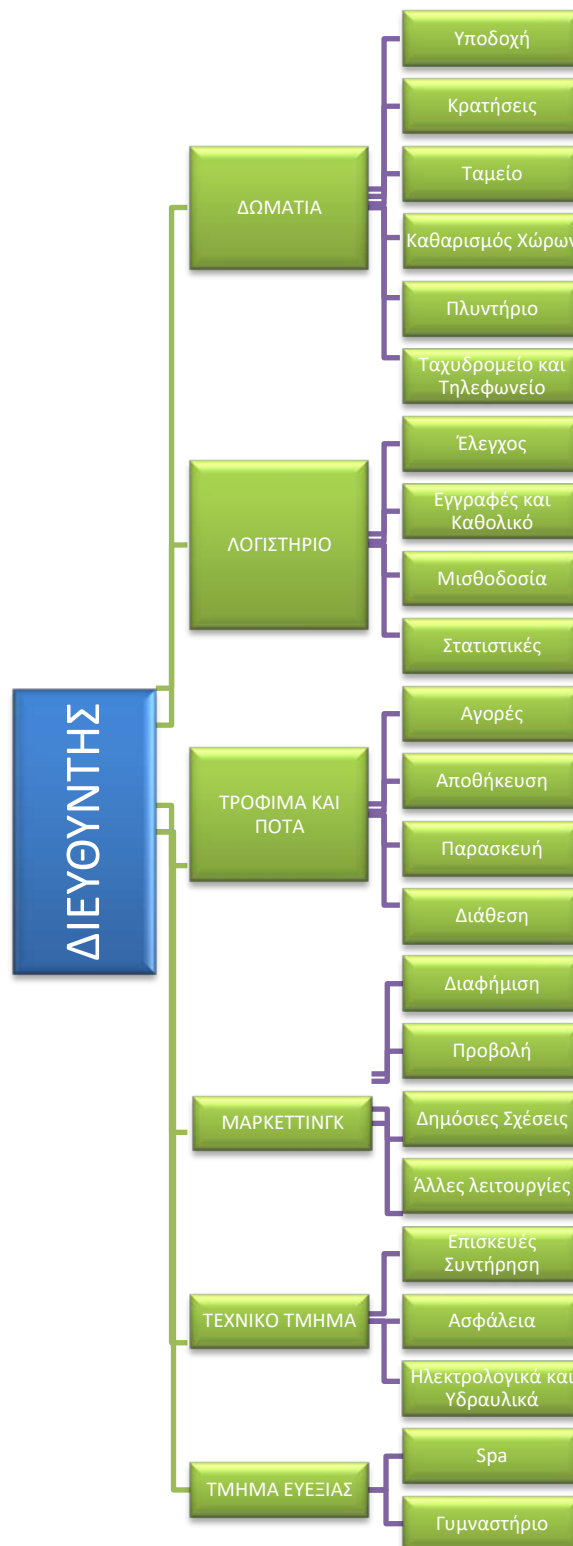 ΔΙΕΥΘΥΝΤΗΣ
ΔΩΜΑΤΙΑ
Υποδοχή
Κρατήσεις
Ταμείο
Καθαρισμός Χώρων
Πλυντήριο
Ταχυδρομείο και
Τηλεφωνείο
ΛΟΓΙΣΤΗΡΙΟ
Έλεγχος
Εγγραφές και
Καθολικό
Μισθοδοσία
Στατιστικές
ΤΡΟΦΙΜΑ ΚΑΙ
ΠΟΤΑ
Αγορές
Αποθήκευση
Παρασκευή
Διάθεση
ΜΑΡΚΕΤΤΙΝΓΚ
Διαφήμιση
Προβολή
Δημόσιες Σχέσεις
Άλλες λειτουργίες
ΤΕΧΝΙΚΟ ΤΜΗΜΑ
Επισκευές
Συντήρηση
Ασφάλεια
Ηλεκτρολογικά και
Υδραυλικά
ΤΜΗΜΑ ΕΥΕΞΙΑΣ
Spa
Γυμναστήριο